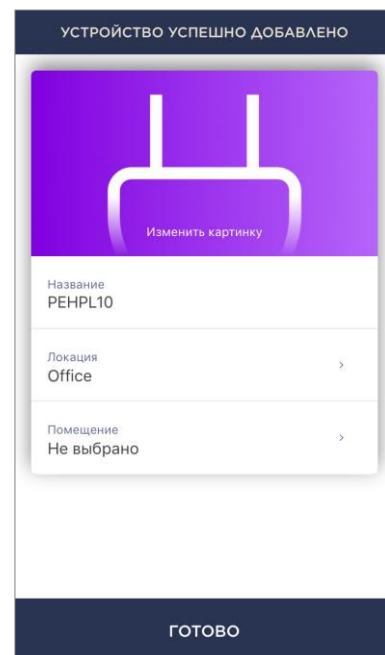 УСТРОЙСТВО УСПЕШНО ДОБАВЛЕНО
Изменить картинку
Название
PEHPL10
Локация
Office
Помещение
Не выбрано
ГОТОВО